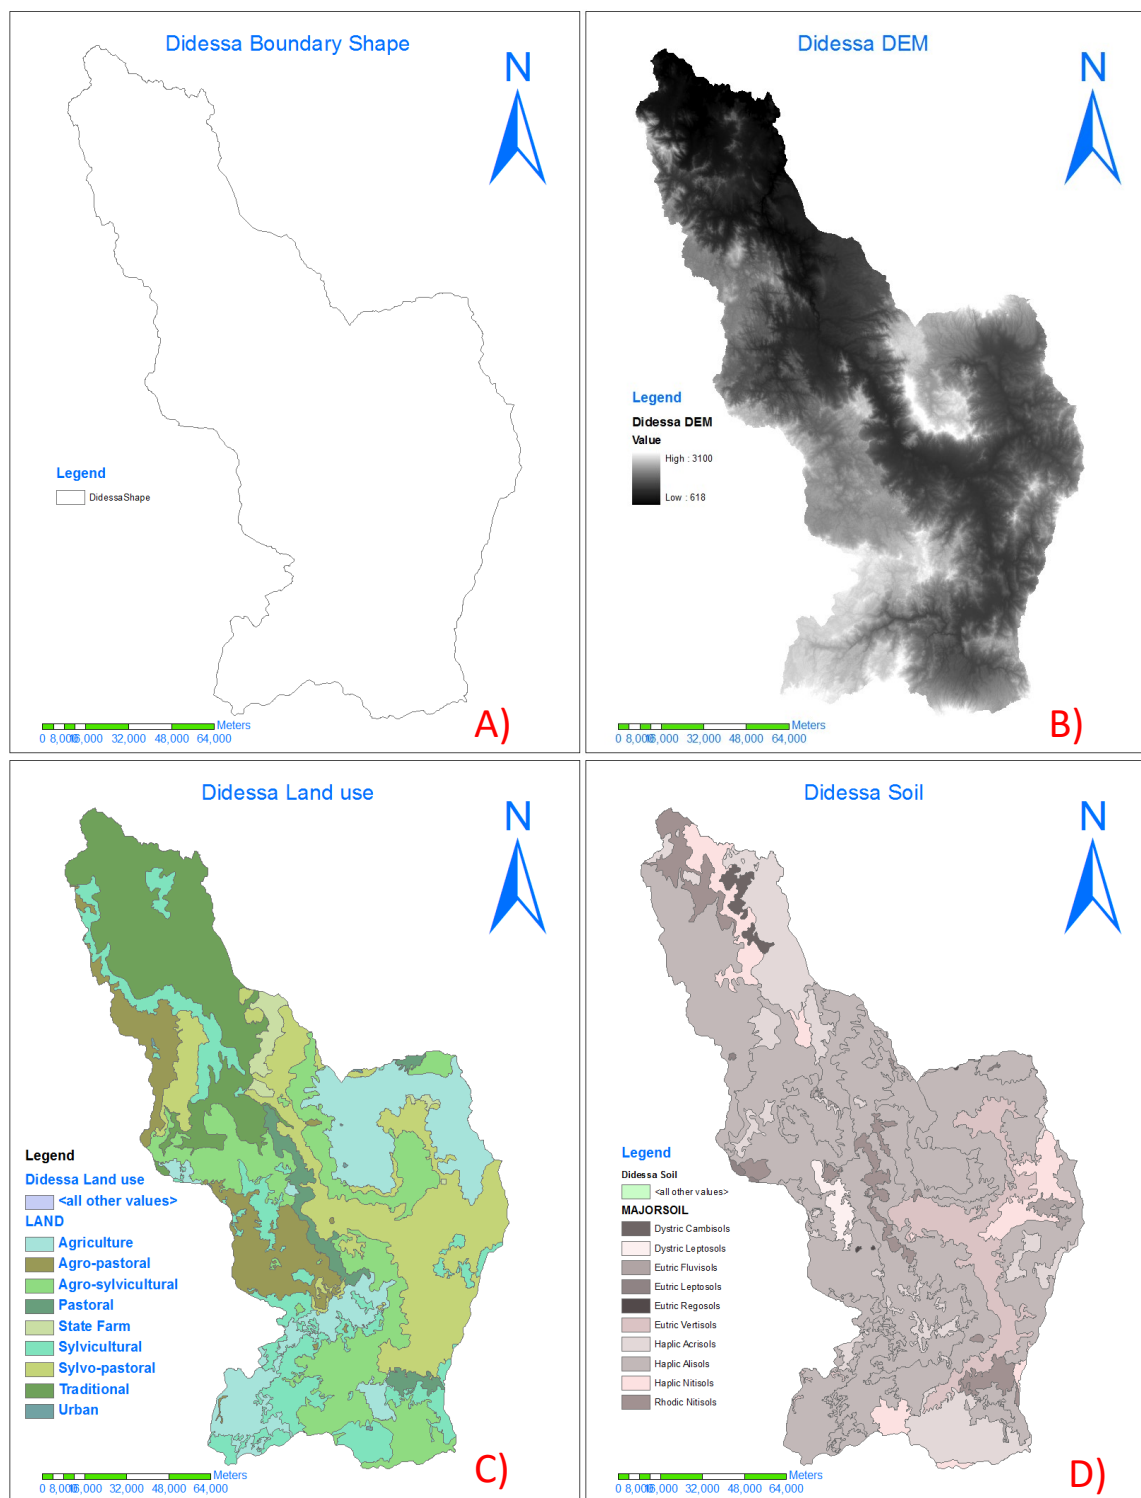 Didessa Boundary Shape
N
Legend
DidessaShape
Meters
0 8,000 16,000 32,000 48,000 64,000
A)
Didessa DEM
N
Legend
Didessa DEM
Value
High : 3100
Low : 618
Meters
0 8,000 16,000 32,000 48,000 64,000
B)
Didessa Land use
N
Legend
Didessa Land use
<all other values>
LAND
Agriculture
Agro-pastoral
Agro-sylvicultural
Pastoral
State Farm
Sylvicultural
Sylvo-pastoral
Traditional
Urban
Meters
0 8,000 16,000 32,000 48,000 64,000
C)
Didessa Soil
N
Legend
Didessa Soil
<all other values>
MAJORSOIL
Dystric Cambisols
Dystric Leptosols
Eutric Fluvisols
Eutric Leptosols
Eutric Regosols
Eutric Vertisols
Haplic Acrisols
Haplic Alisols
Haplic Nitisols
Rhodic Nitisols
Meters
0 8,000 16,000 32,000 48,000 64,000
D)